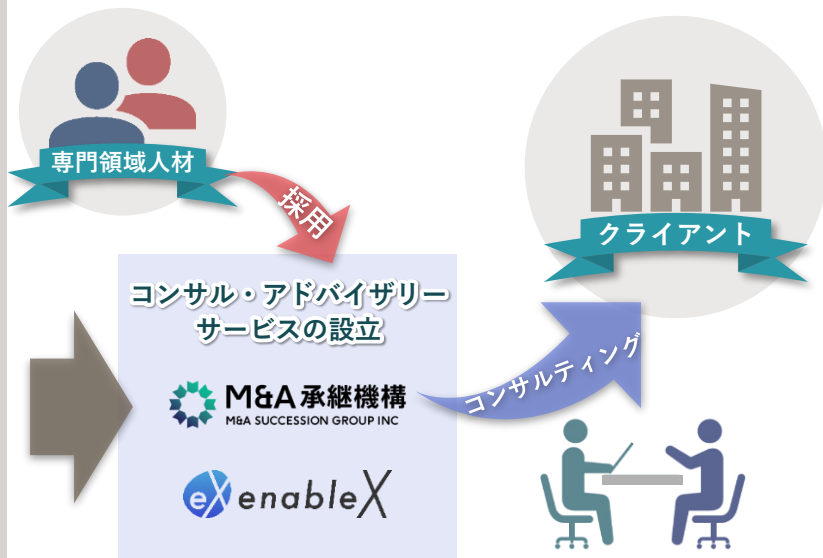 専門領域人材
採用
クライアント
コンサル・アドバイザリー
サービスの設立
M&A 承継機構
M&A SUCCESSION GROUP INC
コンサルティング
eX enableX